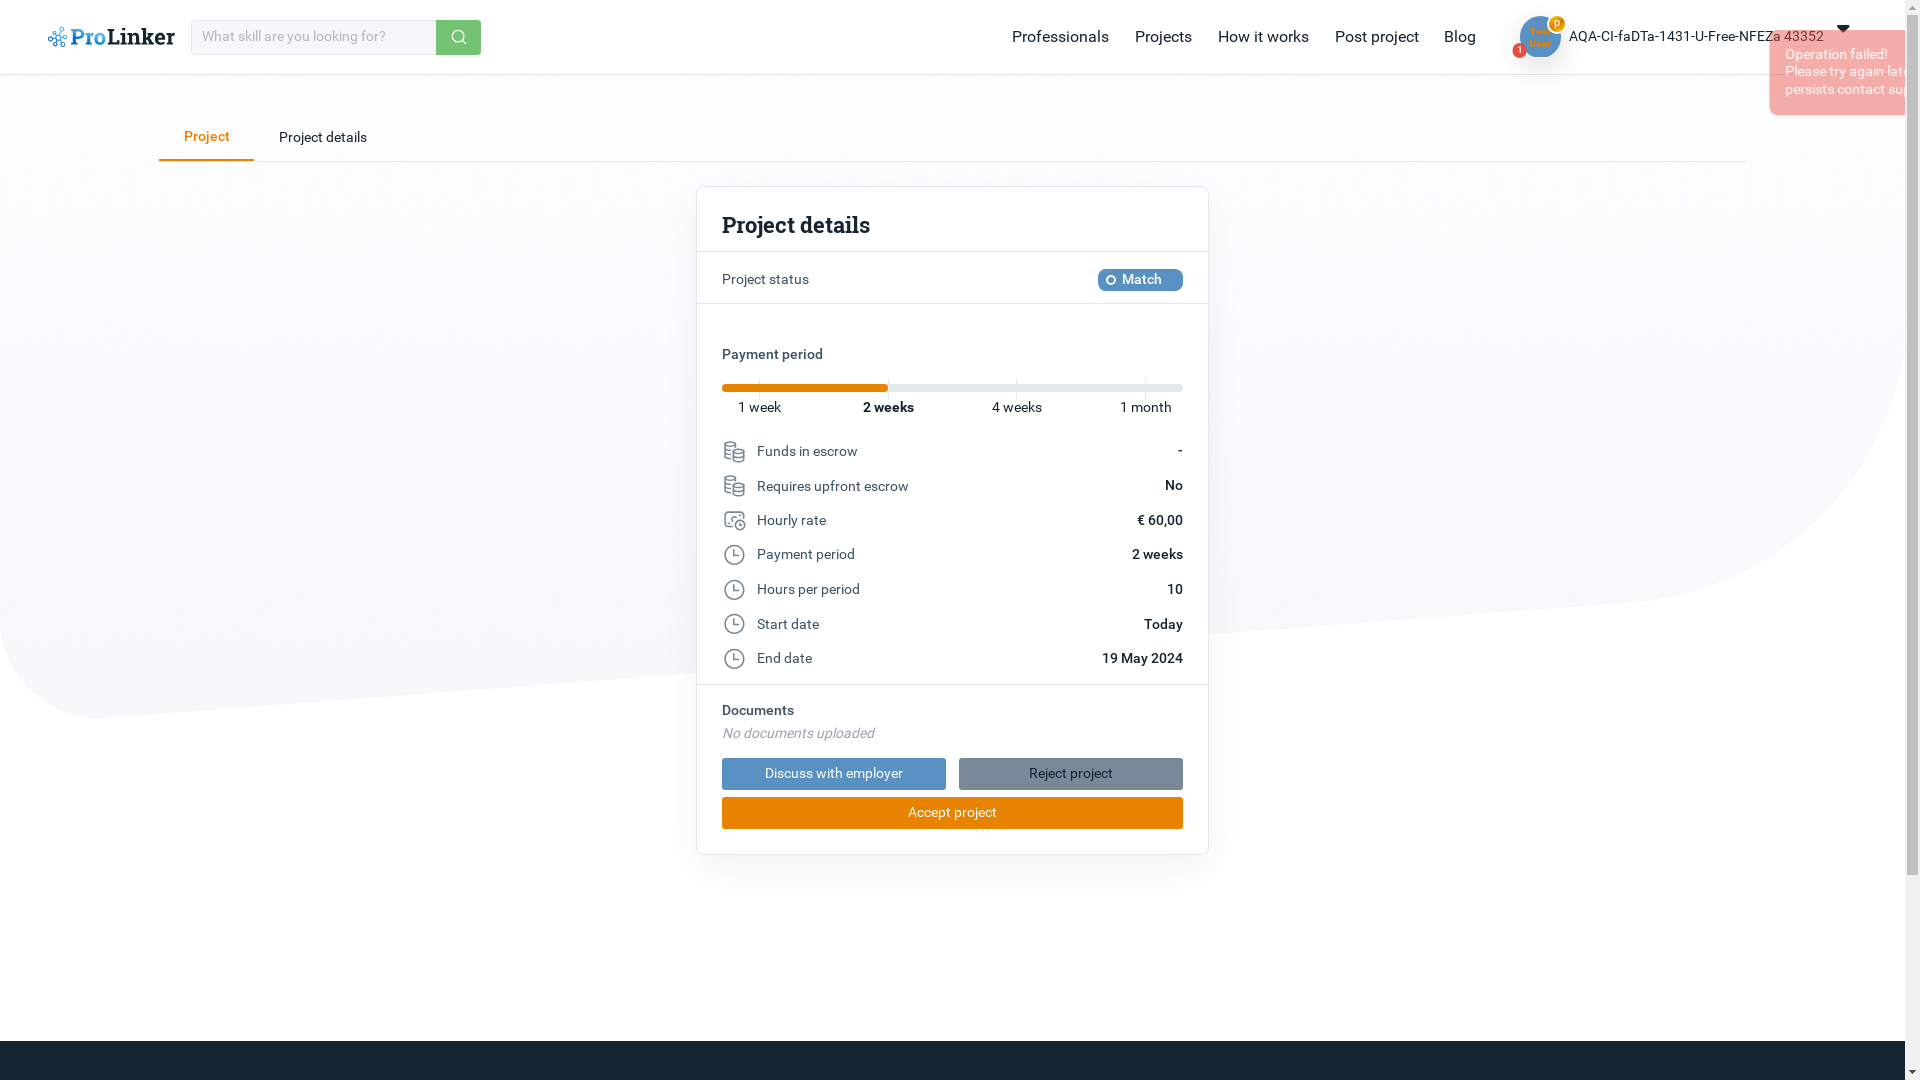 ProLinker
What skill are you looking for?
Professionals
Projects
How it works
Post project
Blog
p
Test
User
1
AQA-CI-faDTa-1431-U-Free-NFEZa 43352
Operation failed!
Please try again
persists contact
Project
Project details
Project details
Project status
Match
Payment period
1 week
2 weeks
4 weeks
1 month
Funds in escrow
-
Requires upfront escrow
No
Hourly rate
€ 60,00
Payment period
2 weeks
Hours per period
10
Start date
Today
End date
19 May 2024
Documents
No documents uploaded
Discuss with employer
Reject project
Accept project